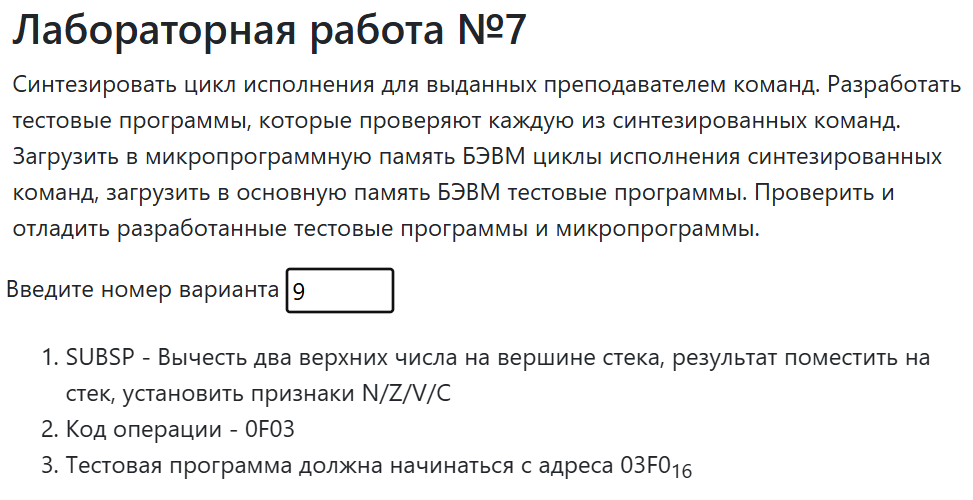 Лабораторная работа №7
Синтезировать цикл исполнения для выданных преподавателем команд. Разработать
тестовые программы, которые проверяют каждую из синтезированных команд.
Загрузить в микропрограммную память БЭВМ циклы исполнения синтезированных
команд, загрузить в основную память БЭВМ тестовые программы. Проверить и
отладить разработанные тестовые программы и микропрограммы.
Введите номер варианта 9
1. SUBSP - Вычесть два верхних числа на вершине стека, результат поместить на
стек, установить признаки N/Z/V/C
2. Код операции - 0F03
3. Тестовая программа должна начинаться с адреса 03F0₁₆